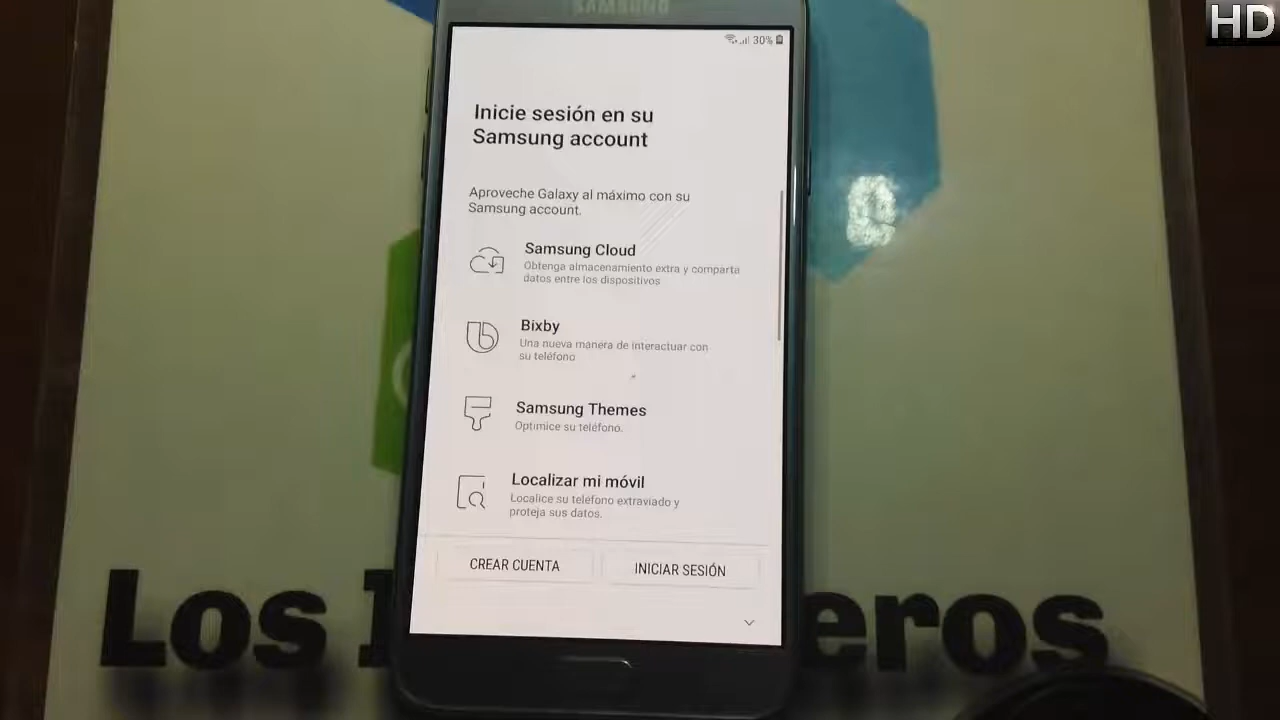 HD
SAMSUNG
30%
Inicie sesión en su
Samsung account
Aproveche Galaxy al máximo con su
Samsung account.
Samsung Cloud
Obtenga almacenamiento extra y comparta
datos entre los dispositivos
Bixby
Una nueva manera de interactuar con
su teléfono
Samsung Themes
Optimice su teléfono.
Localizar mi móvil
Localice su teléfono extraviado y
proteja sus datos.
CREAR CUENTA
INICIAR SESIÓN
Los
eros